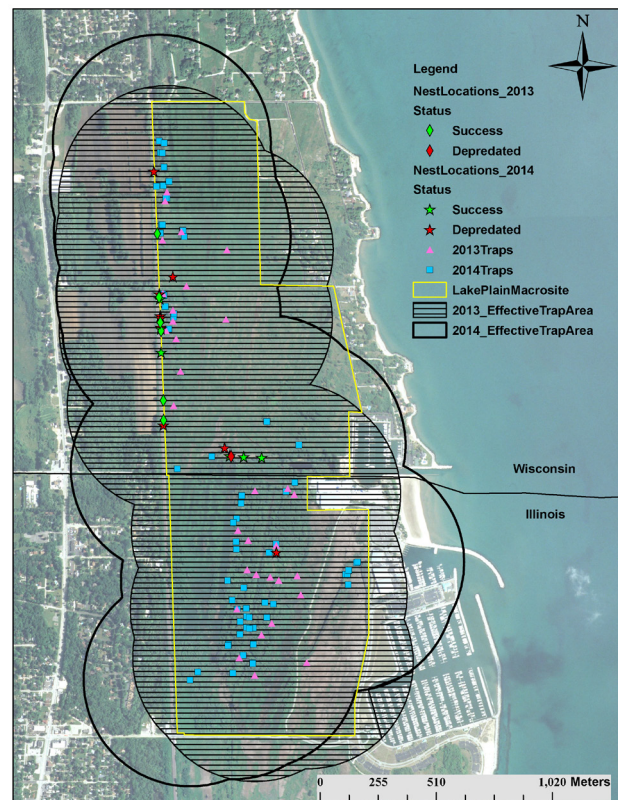 N
Legend
NestLocations_2013
Status
Success
Depredated
NestLocations_2014
Status
Success
Depredated
2013Traps
2014Traps
LakePlainMacrosite
2013_EffectiveTrapArea
2014_EffectiveTrapArea
Wisconsin
Illinois
0 255 510 1,020 Meters